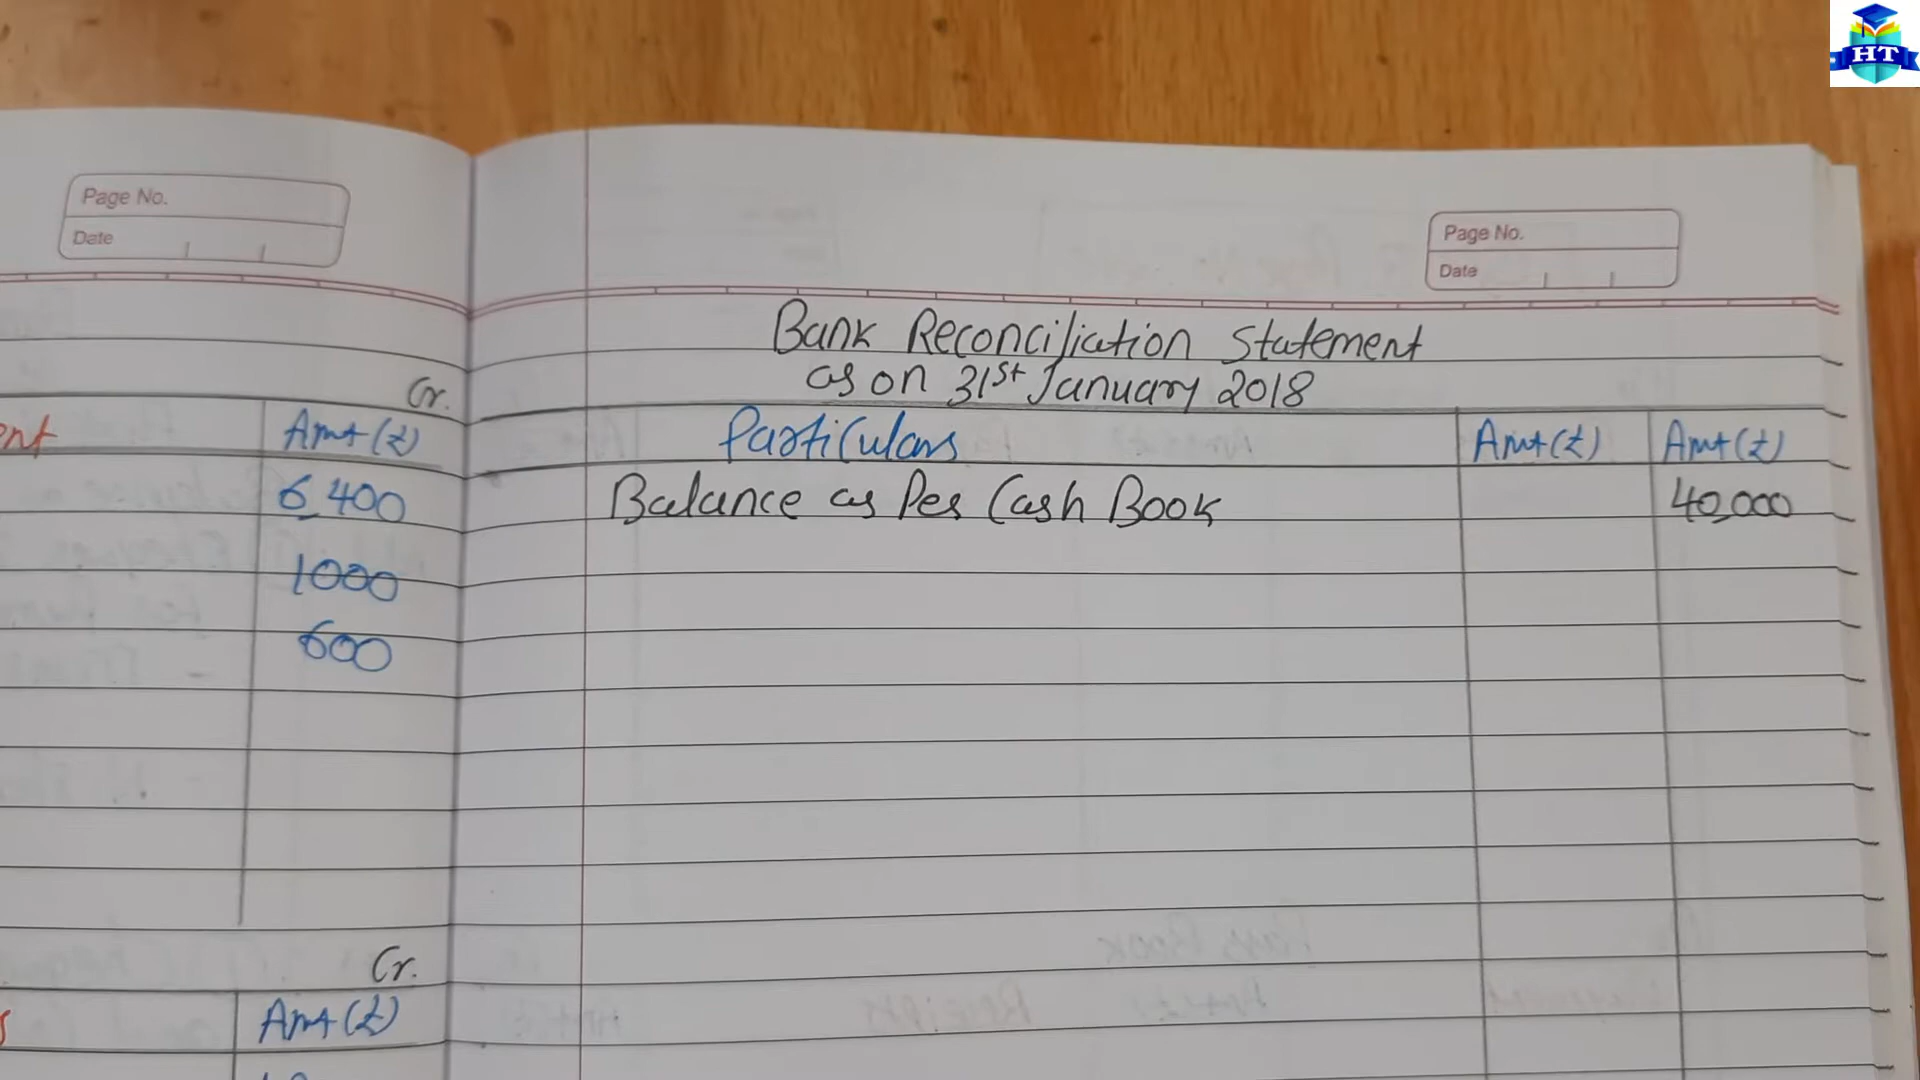 HT
Page No.
Date
Cr.
ent Amt(₹)
6,400
1000
600
Cr.
Amt(₹)
Page No.
Date
Bank Reconciliation Statement
as on 31st January 2018
Particulars Amt(₹) Amt(₹)
Balance as Per Cash Book 40,000